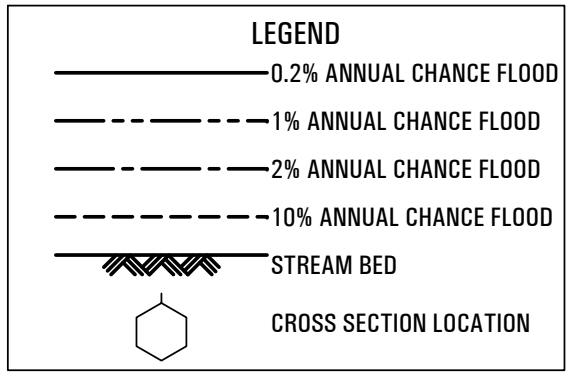 LEGEND
0.2% ANNUAL CHANCE FLOOD
1% ANNUAL CHANCE FLOOD
2% ANNUAL CHANCE FLOOD
10% ANNUAL CHANCE FLOOD
STREAM BED
CROSS SECTION LOCATION